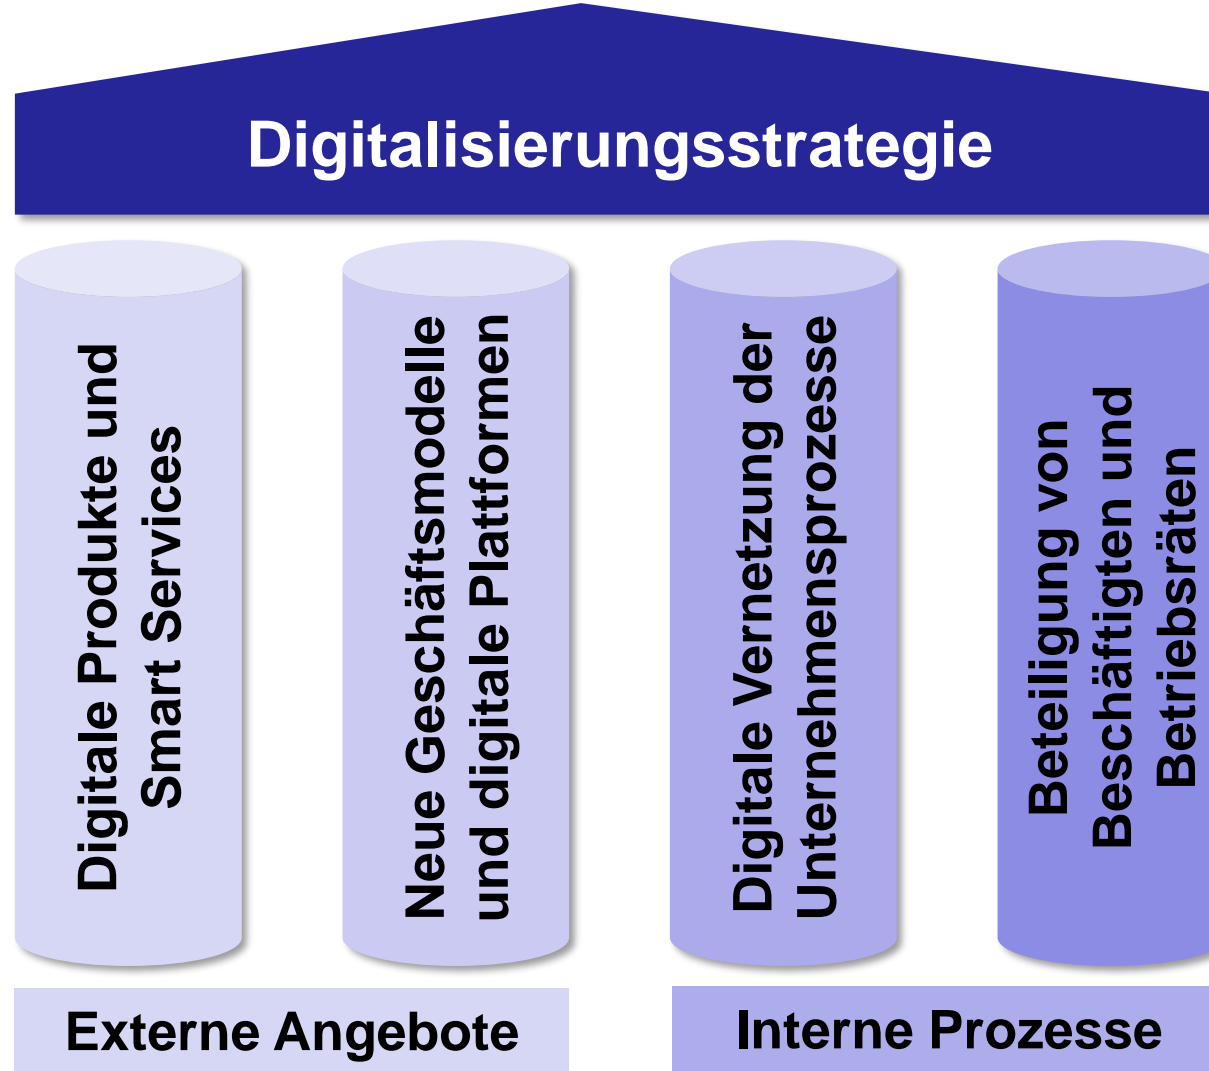 Digitalisierungsstrategie
Digitale Produkte und
Smart Services
Neue Geschäftsmodelle
und digitale Plattformen
Digitale Vernetzung der
Unternehmensprozesse
Beteiligung von
Beschäftigten und
Betriebsräten
Externe Angebote
Interne Prozesse